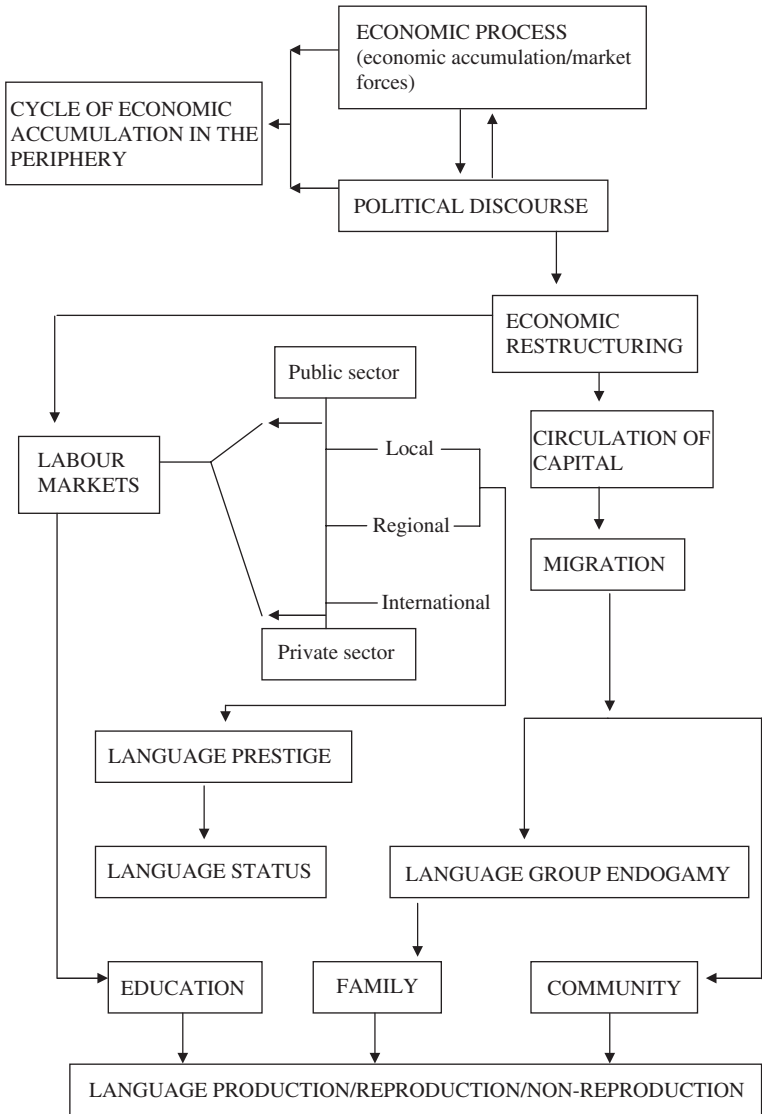 ECONOMIC PROCESS
(economic accumulation/market
forces)
CYCLE OF ECONOMIC
ACCUMULATION IN THE
PERIPHERY
POLITICAL DISCOURSE
ECONOMIC
RESTRUCTURING
Public sector
CIRCULATION OF
CAPITAL
LABOUR
MARKETS
Local
Regional
MIGRATION
International
Private sector
LANGUAGE PRESTIGE
LANGUAGE STATUS
LANGUAGE GROUP ENDOGAMY
EDUCATION
FAMILY
COMMUNITY
LANGUAGE PRODUCTION/REPRODUCTION/NON-REPRODUCTION